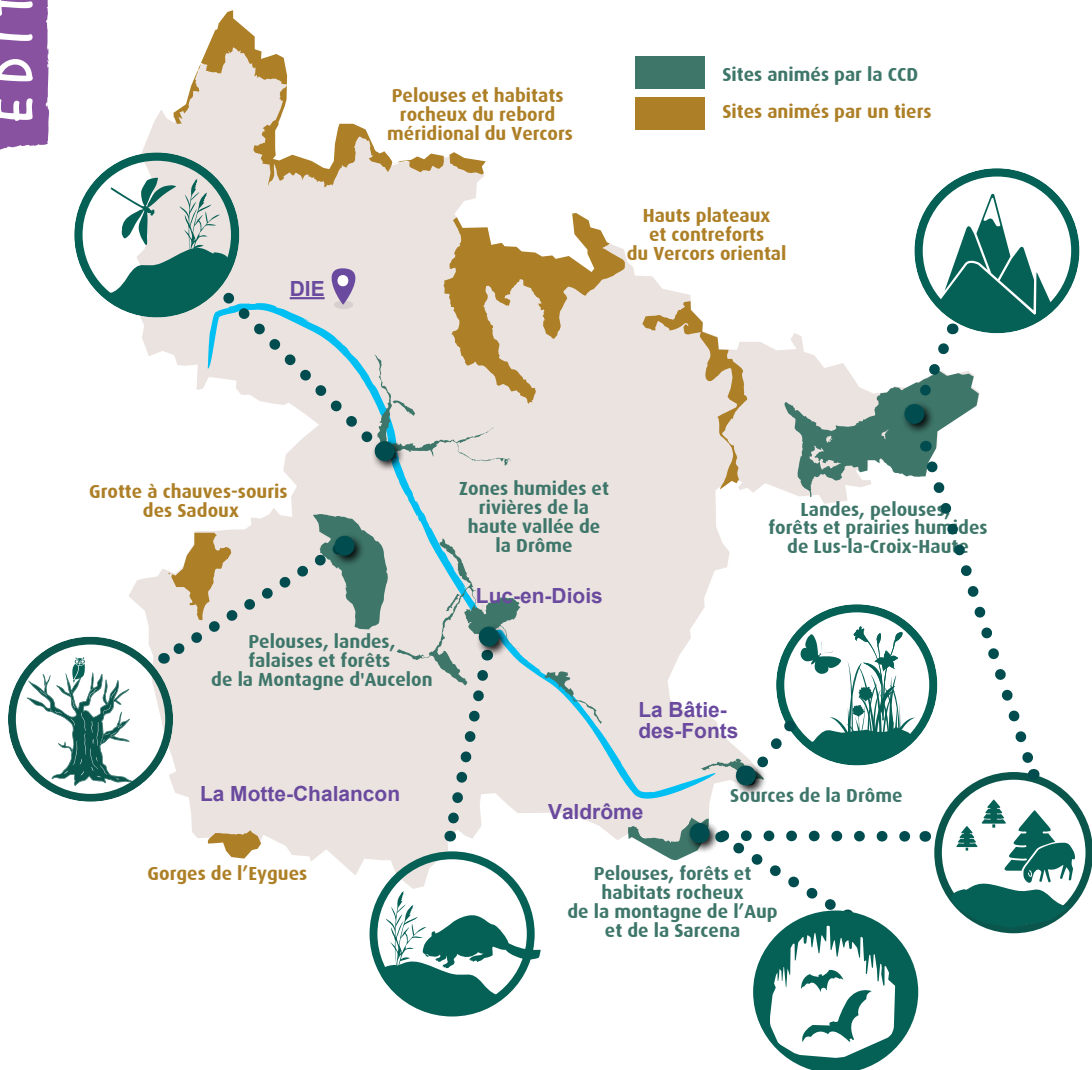 EDIT
Sites animés par la CCD
Sites animés par un tiers
Pelouses et habitats
rocheux du rebord
méridional du Vercors
Hauts plateaux
et contreforts
du Vercors oriental
DIE
Grotte à chauves-souris
des Sadoux
Zones humides et
rivières de la
haute vallée de
la Drôme
Landes, pelouses,
forêts et prairies humides
de Lus-la-Croix-Haute
Luc-en-Diois
Pelouses, landes,
falaises et forêts
de la Montagne d'Aucelon
La Bâtie-
des-Fonts
La Motte-Chalancon
Valdrôme
Sources de la Drôme
Gorges de l’Eygues
Pelouses, forêts et
habitats rocheux
de la montagne de l’Aup
et de la Sarcena